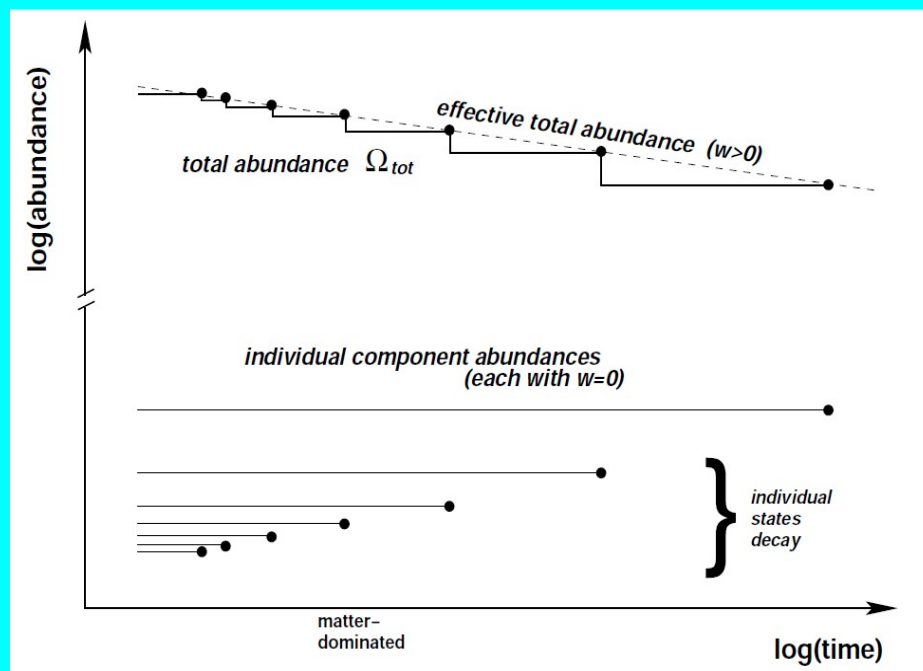 log(abundance)
effective total abundance (w>0)
total abundance Ωtot
individual component abundances
(each with w=0)
}
individual
states
decay
matter–
dominated
log(time)